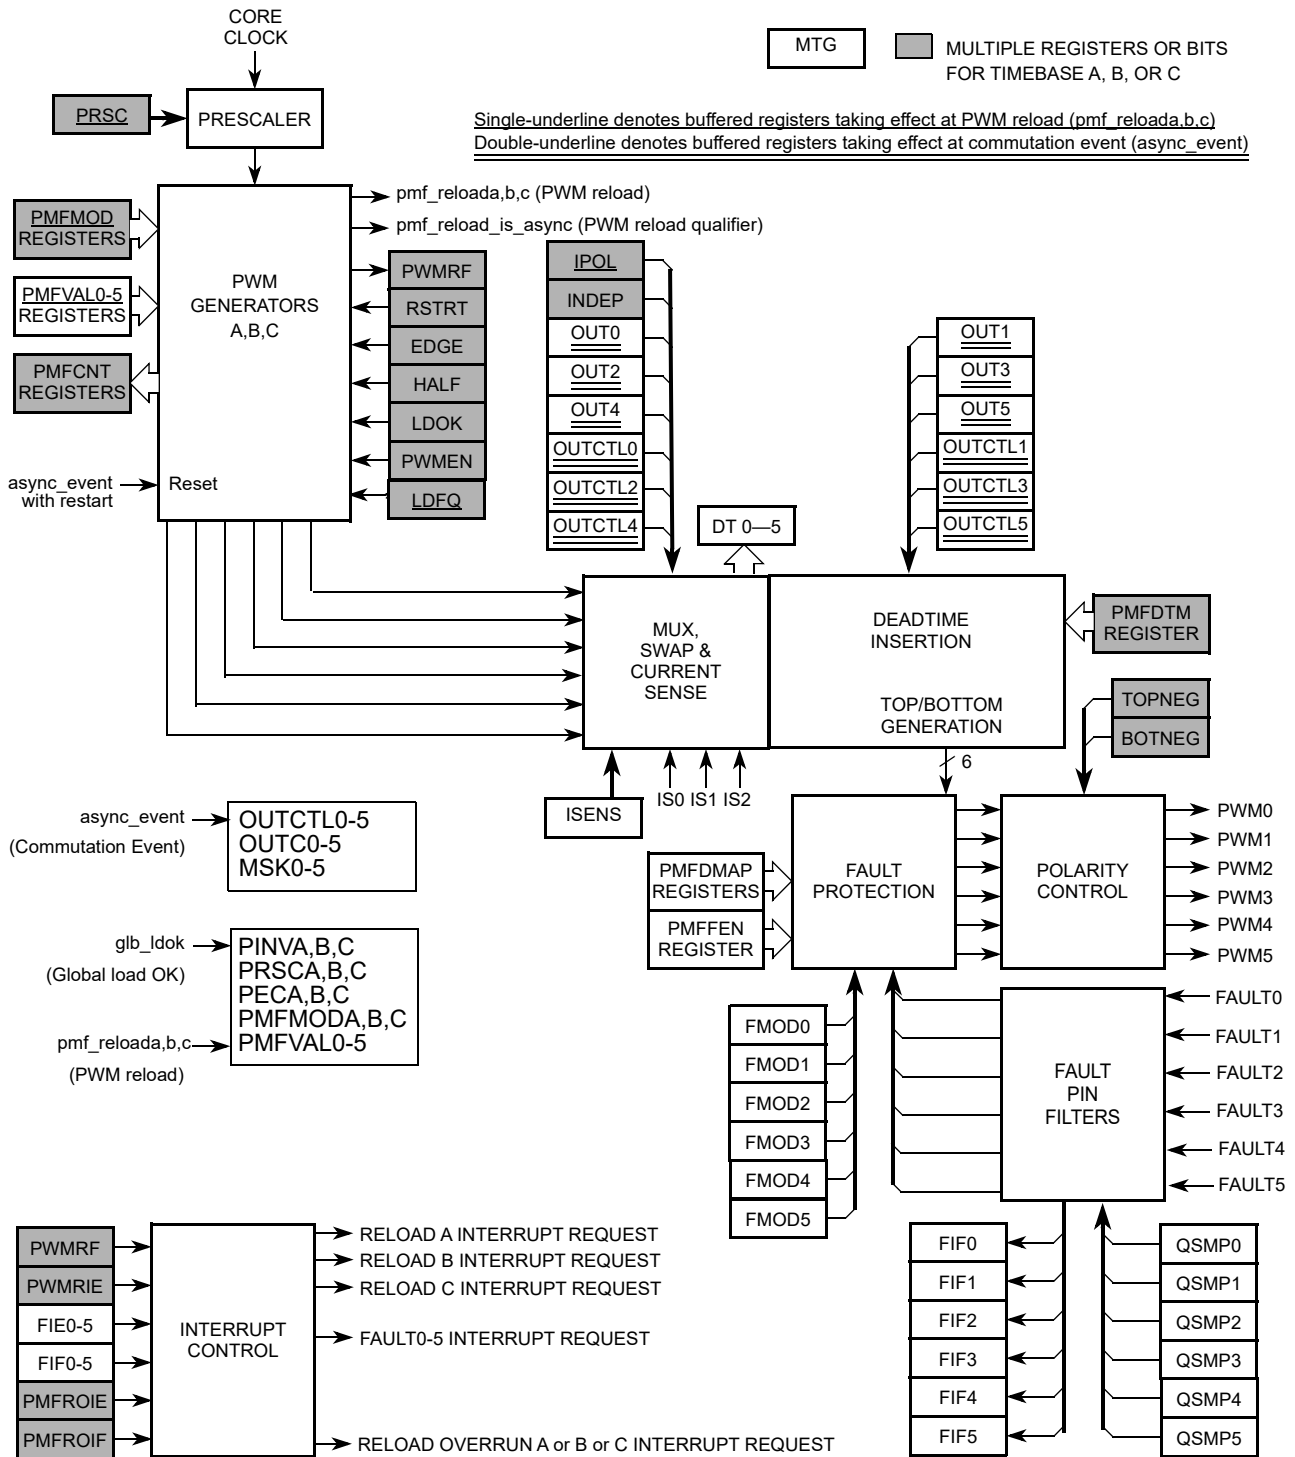 CORE
CLOCK
MTG
MULTIPLE REGISTERS OR BITS
FOR TIMEBASE A, B, OR C
PRSC
PRESCALER
Single-underline denotes buffered registers taking effect at PWM reload (pmf_reloada,b,c)
Double-underline denotes buffered registers taking effect at commutation event (async_event)
PMFMOD
REGISTERS
PMFVAL0-5
REGISTERS
PMFCNT
REGISTERS
async_event
with restart
Reset
PWM
GENERATORS
A,B,C
pmf_reloada,b,c (PWM reload)
pmf_reload_is_async (PWM reload qualifier)
PWMRF
RSTRT
EDGE
HALF
LDOK
PWMEN
LDFQ
IPOL
INDEP
OUT0
OUT2
OUT4
OUTCTL0
OUTCTL2
OUTCTL4
DT 0—5
OUT1
OUT3
OUT5
OUTCTL1
OUTCTL3
OUTCTL5
MUX,
SWAP &
CURRENT
SENSE
DEADTIME
INSERTION
TOP/BOTTOM
GENERATION
PMFDTM
REGISTER
TOPNEG
BOTNEG
6
ISENS
IS0 IS1 IS2
async_event
(Commutation Event)
OUTCTL0-5
OUTC0-5
MSK0-5
PMFDMAP
REGISTERS
PMFFEN
REGISTER
FAULT
PROTECTION
POLARITY
CONTROL
PWM0
PWM1
PWM2
PWM3
PWM4
PWM5
glb_ldok
(Global load OK)
pmf_reloada,b,c
(PWM reload)
PINVA,B,C
PRSCA,B,C
PECA,B,C
PMFMODA,B,C
PMFVAL0-5
FMOD0
FMOD1
FMOD2
FMOD3
FMOD4
FMOD5
FAULT
PIN
FILTERS
FAULT0
FAULT1
FAULT2
FAULT3
FAULT4
FAULT5
FIF0
FIF1
FIF2
FIF3
FIF4
FIF5
QSMP0
QSMP1
QSMP2
QSMP3
QSMP4
QSMP5
PWMRF
PWMRIE
FIE0-5
FIF0-5
PMFROIE
PMFROIF
INTERRUPT
CONTROL
RELOAD A INTERRUPT REQUEST
RELOAD B INTERRUPT REQUEST
RELOAD C INTERRUPT REQUEST
FAULT0-5 INTERRUPT REQUEST
RELOAD OVERRUN A or B or C INTERRUPT REQUEST